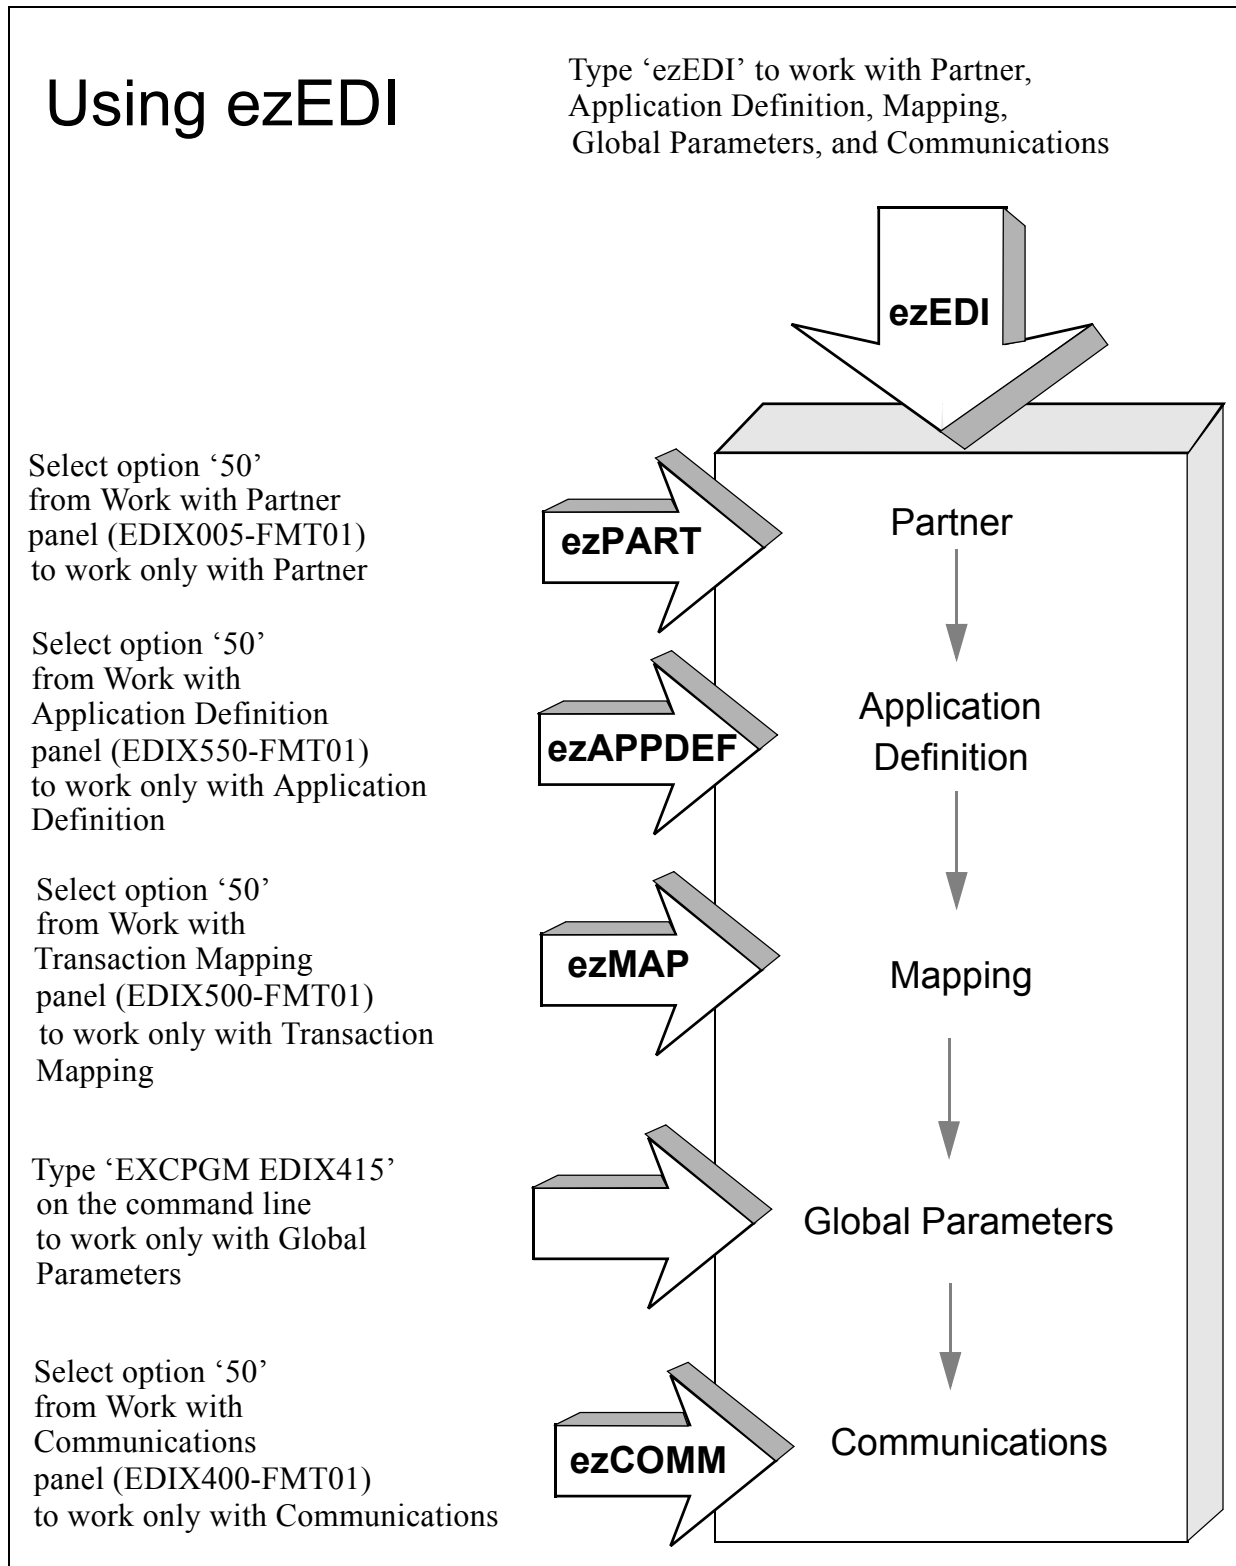 Using ezEDI
Type ‘ezEDI’ to work with Partner,
Application Definition, Mapping,
Global Parameters, and Communications
ezEDI
Select option ‘50’
from Work with Partner
panel (EDIX005-FMT01)
to work only with Partner
ezPART
Partner
Select option ‘50’
from Work with
Application Definition
panel (EDIX550-FMT01)
to work only with Application
Definition
ezAPPDEF
Application
Definition
Select option ‘50’
from Work with
Transaction Mapping
panel (EDIX500-FMT01)
to work only with Transaction
Mapping
ezMAP
Mapping
Type ‘EXCPGM EDIX415’
on the command line
to work only with Global
Parameters
Global Parameters
Select option ‘50’
from Work with
Communications
panel (EDIX400-FMT01)
to work only with Communications
ezCOMM
Communications